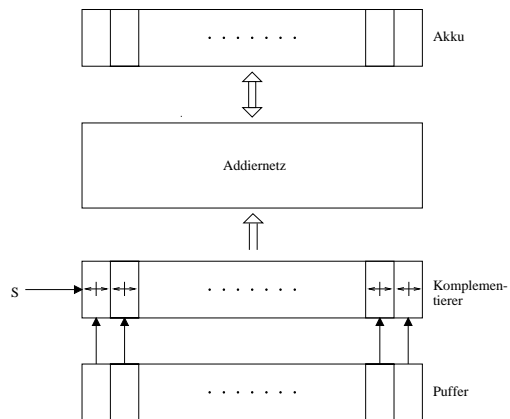 Akku
Addiernetz
S
Komplemen-
tierer
Puffer